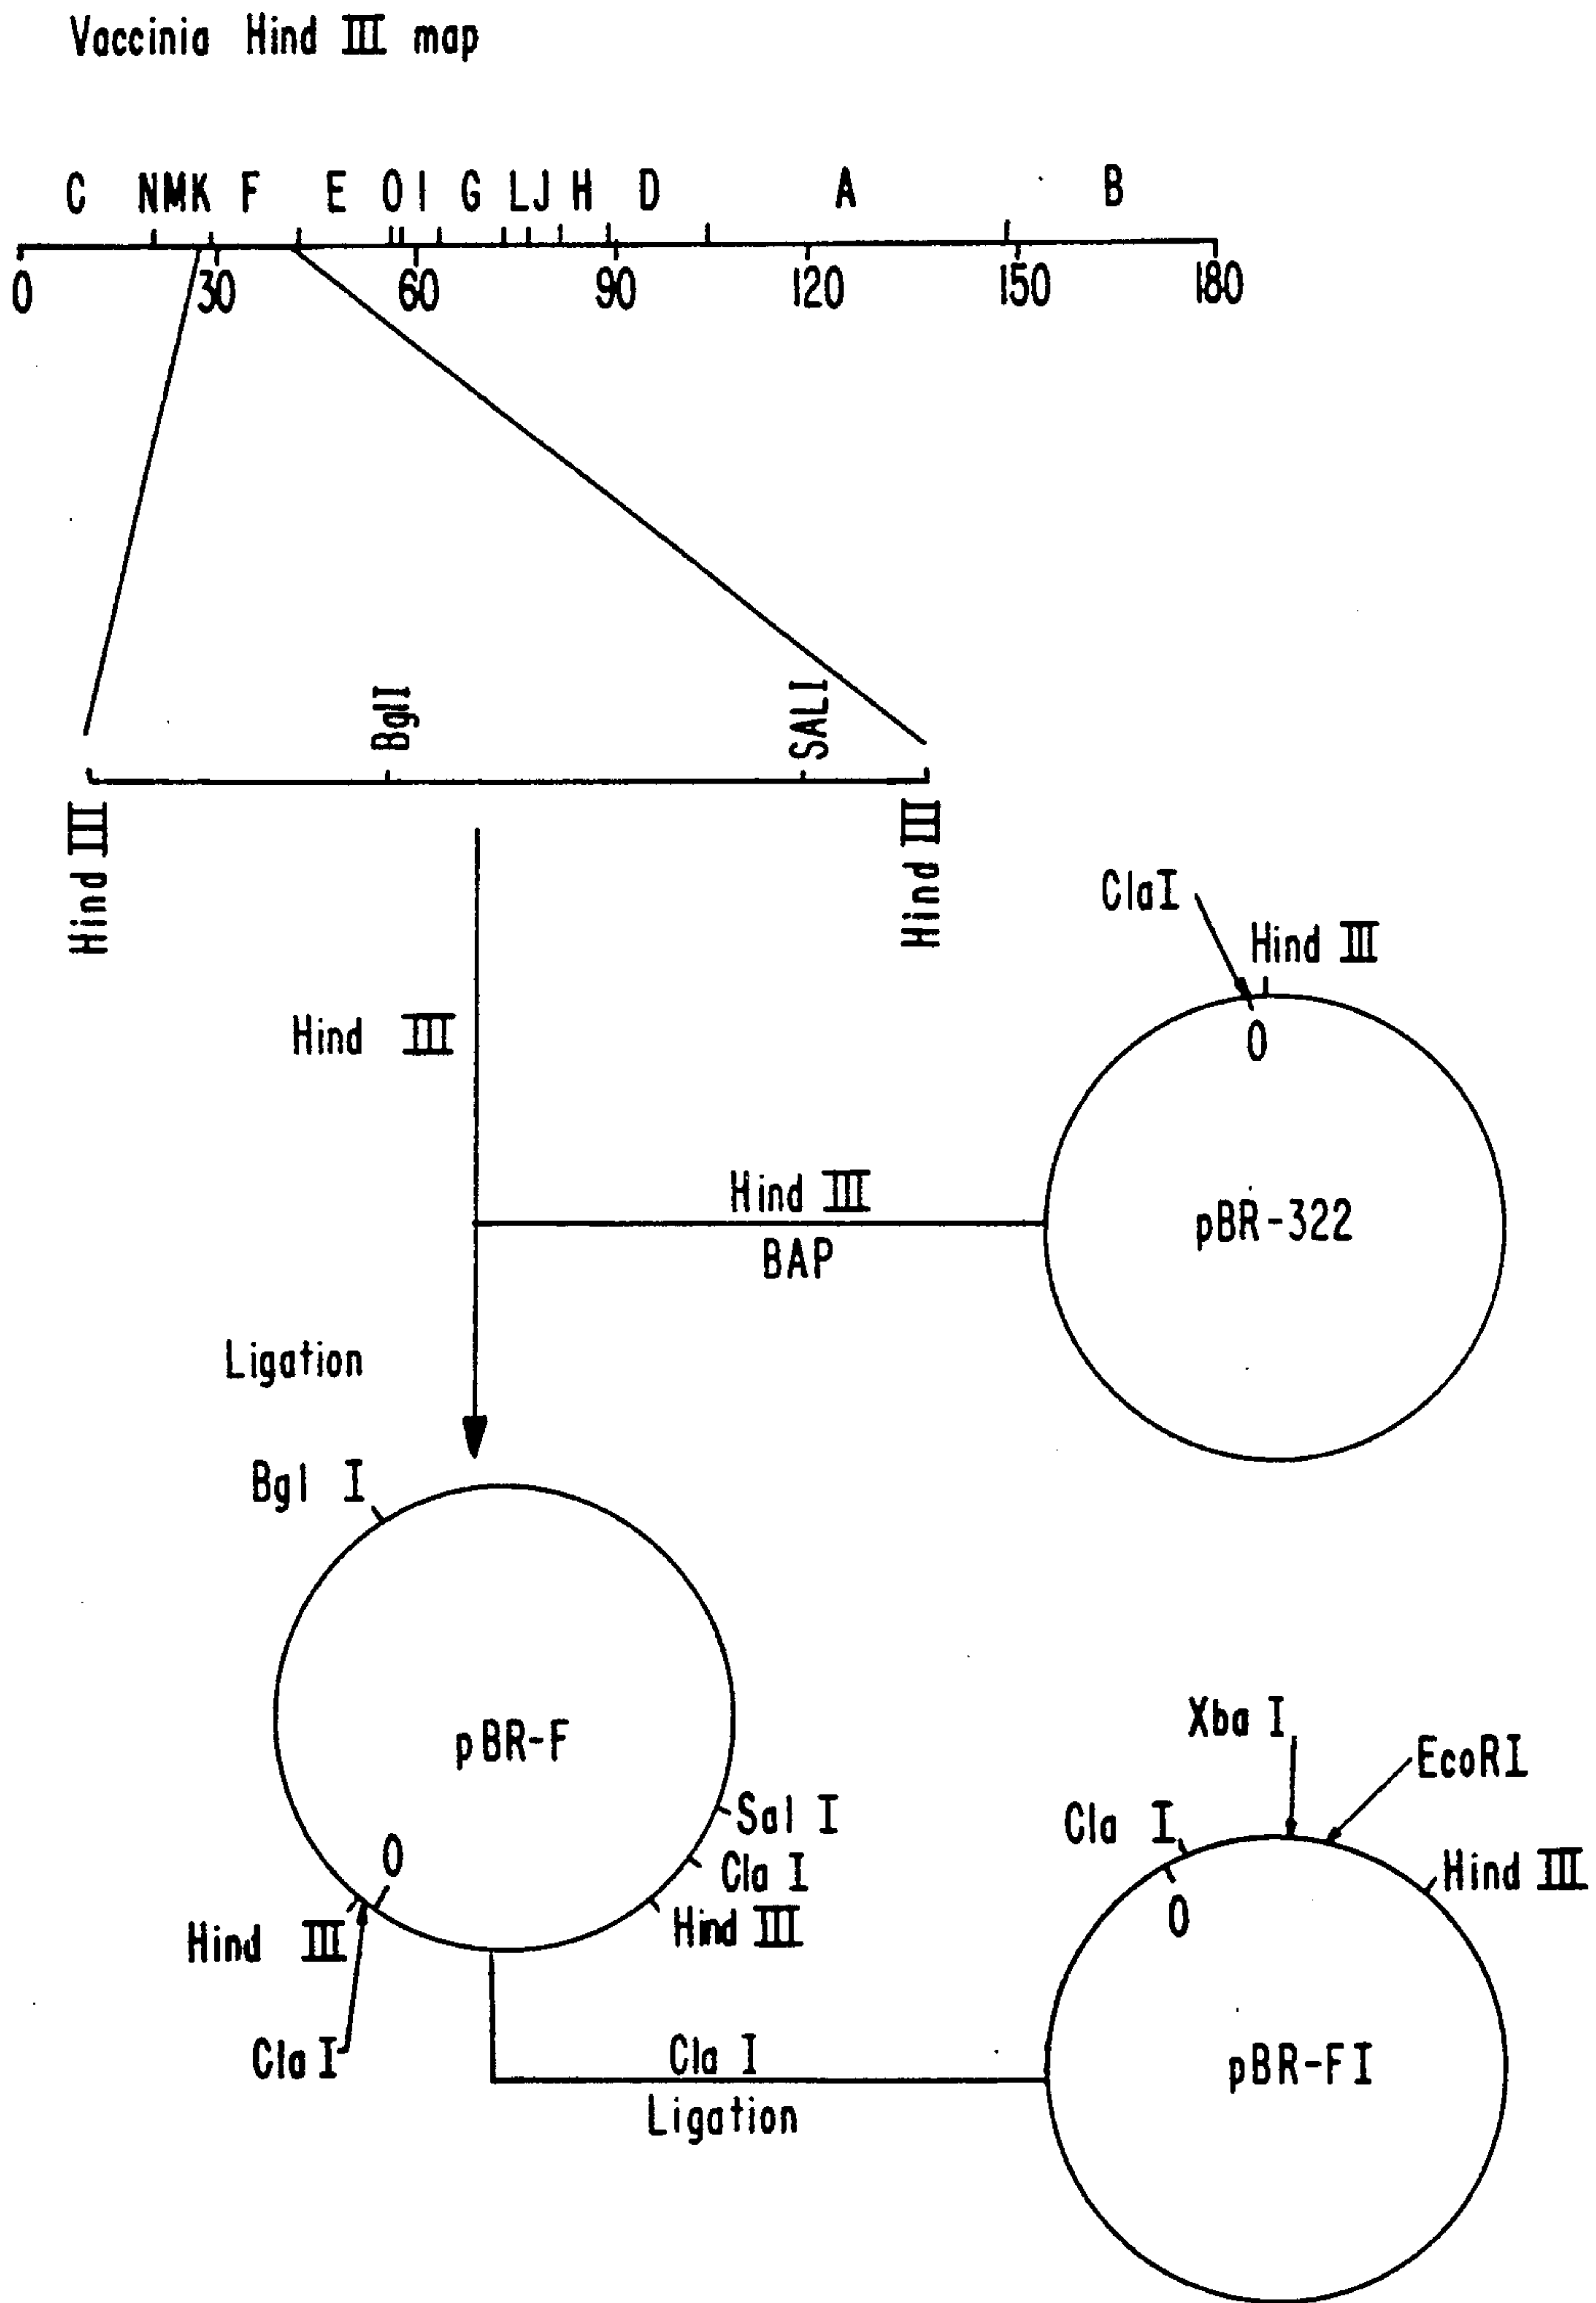 Vaccinia Hind III map
C NMK F E O I G LJ H D A B
0 30 60 90 120 150 180
BglI
SALI
Hind III
Hind III
ClaI
Hind III
0
Hind III
Hind III
BAP
pBR-322
Ligation
Bgl I
pBR-F
Sal I
Cla I
Hind III
0
Hind III
Cla I
Xba I
EcoRI
Cla I
Hind III
0
Cla I
Ligation
pBR-FI